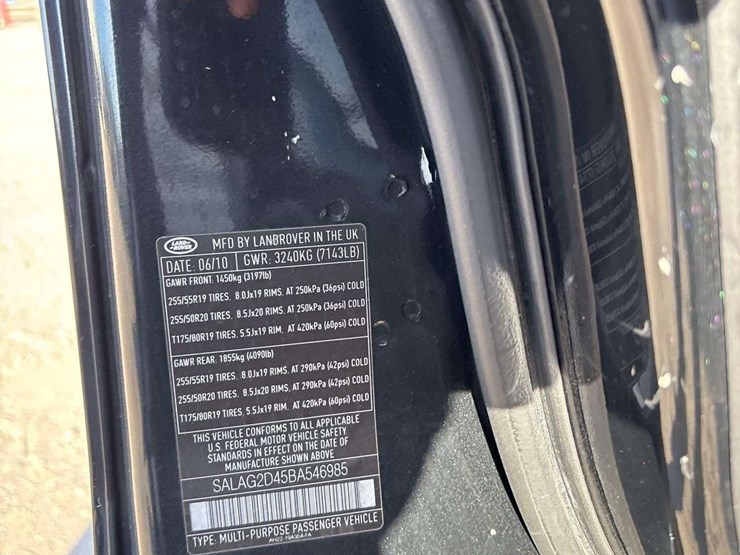 LAND-ROVER
MFD BY LANDROVER IN THE UK
DATE: 06/10 GWR: 3240KG (7143LB)
GAWR FRONT 1450kg (3197lb)
255/55R19 TIRES. 8.0Jx19 RIMS. AT 250kPa (36psi) COLD
255/50R20 TIRES. 8.5Jx20 RIMS. AT 250kPa (36psi) COLD
T175/80R19 TIRES. 5.5Jx19 RIM. AT 420kPa (60psi) COLD
GAWR REAR. 1855kg (4090lb)
255/55R19 TIRES. 8.0Jx19 RIMS. AT 290kPa (42psi) COLD
255/50R20 TIRES. 8.5Jx20 RIMS. AT 290kPa (42psi) COLD
T175/80R19 TIRES. 5.5Jx19 RIM. AT 420kPa (60psi) COLD
THIS VEHICLE CONFORMS TO ALL APPLICABLE
U.S. FEDERAL MOTOR VEHICLE SAFETY
STANDARDS IN EFFECT ON THE DATE OF
MANUFACTURE SHOWN ABOVE
SALAG2D45BA546985
TYPE: MULTI-PURPOSE PASSENGER VEHICLE